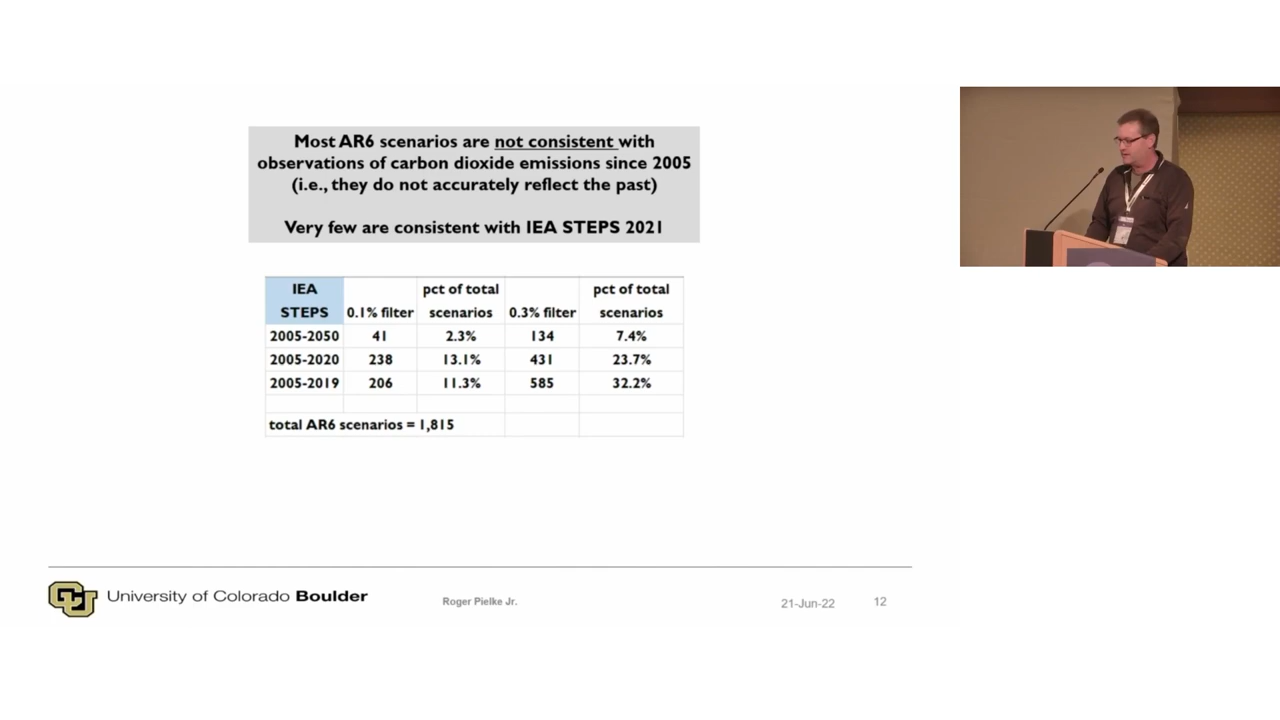 Most AR6 scenarios are not consistent with
observations of carbon dioxide emissions since 2005
(i.e., they do not accurately reflect the past)
Very few are consistent with IEA STEPS 2021
IEA STEPS 0.1% filter pct of total scenarios 0.3% filter pct of total scenarios
2005-2050 41 2.3% 134 7.4%
2005-2020 238 13.1% 431 23.7%
2005-2019 206 11.3% 585 32.2%
total AR6 scenarios = 1,815
CU University of Colorado Boulder
Roger Pielke Jr.
21-Jun-22
12